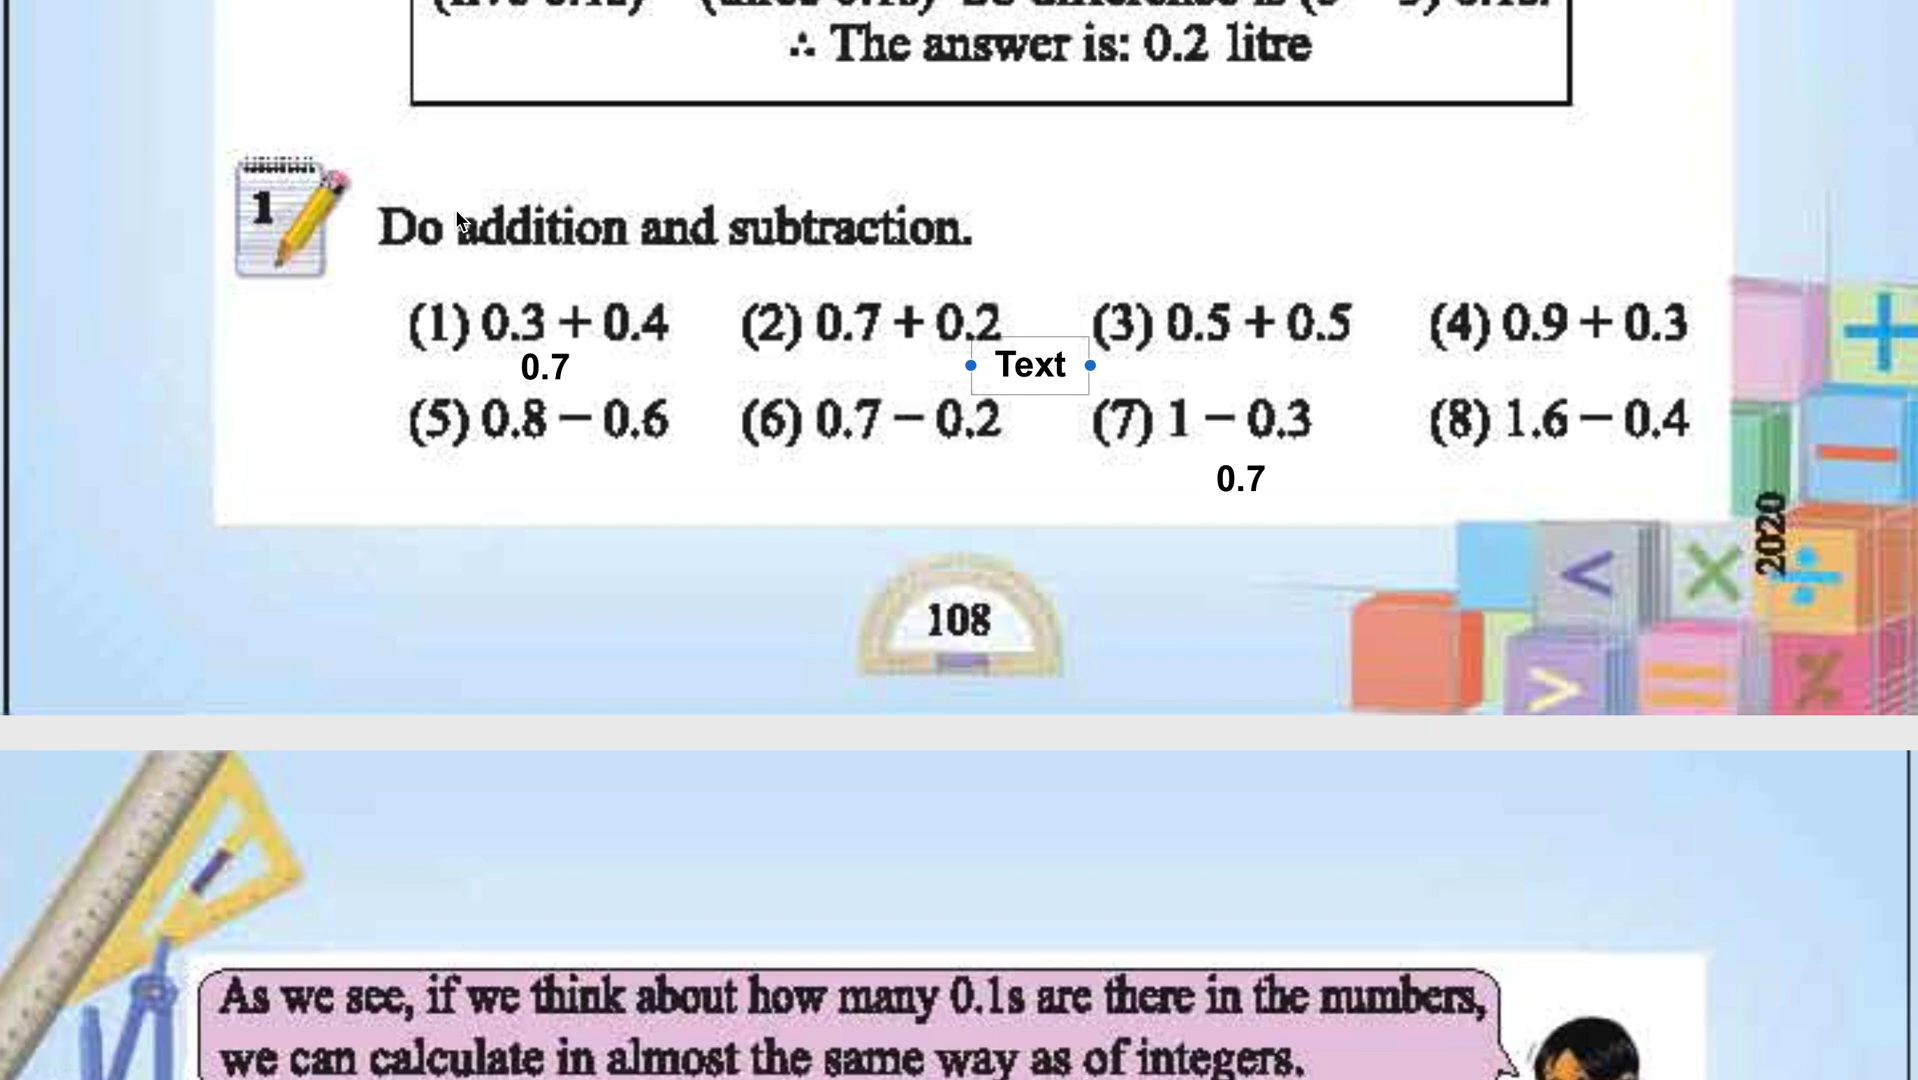 ∴ The answer is: 0.2 litre
1
Do addition and subtraction.
(1) 0.3 + 0.4 (2) 0.7 + 0.2 (3) 0.5 + 0.5 (4) 0.9 + 0.3
0.7 Text
(5) 0.8 − 0.6 (6) 0.7 − 0.2 (7) 1 − 0.3 (8) 1.6 − 0.4
0.7
2020
+
−
< × ÷
> = %
108
As we see, if we think about how many 0.1s are there in the numbers,
we can calculate in almost the same way as of integers.